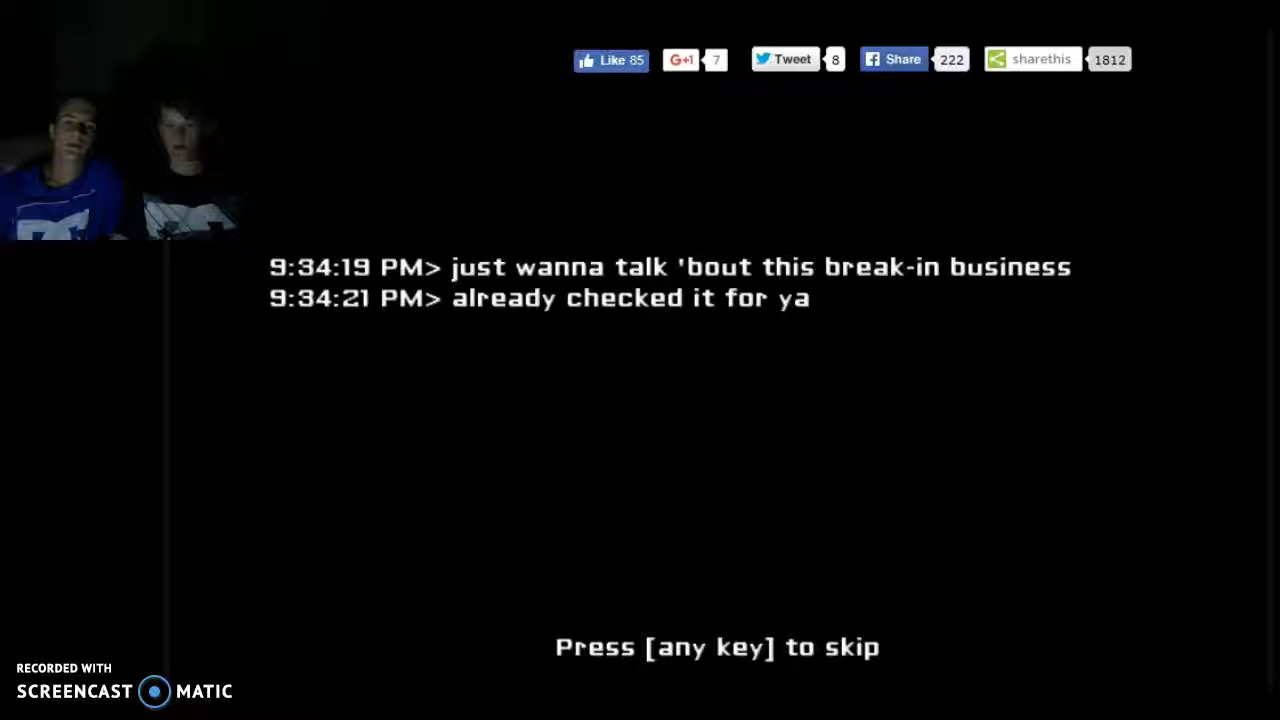 Like 85 G+1 7 Tweet 8 Share 222 sharethis 1812
9:34:19 PM> just wanna talk 'bout this break-in business
9:34:21 PM> already checked it for ya
Press [any key] to skip
RECORDED WITH
SCREENCAST MATIC